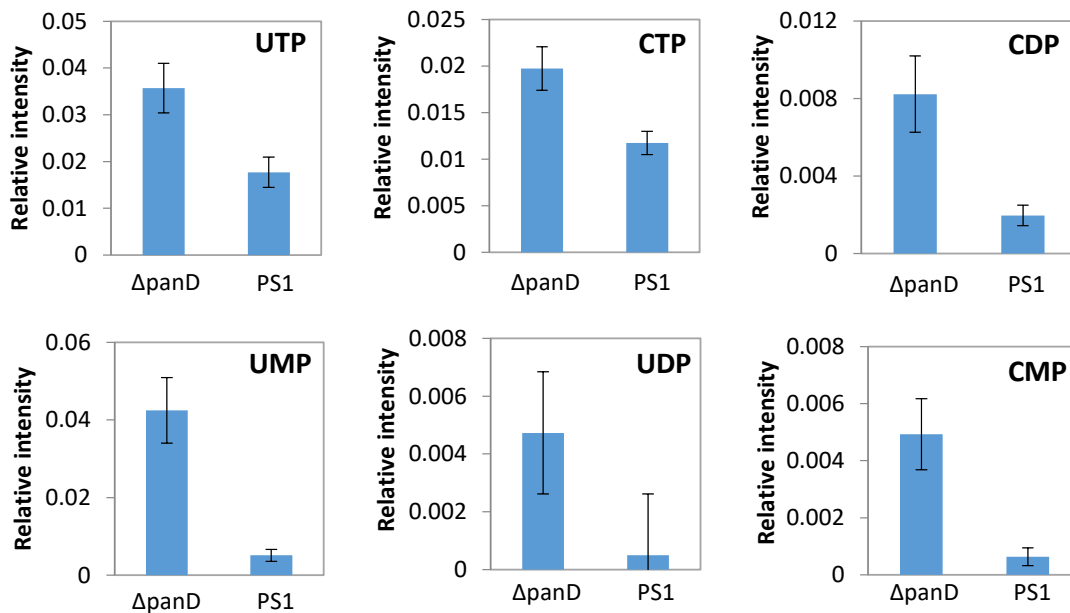 UTP
Relative intensity
0.05
0.04
0.03
0.02
0.01
0
ΔpanD PS1
CTP
Relative intensity
0.025
0.02
0.015
0.01
0.005
0
ΔpanD PS1
CDP
Relative intensity
0.012
0.008
0.004
0
ΔpanD PS1
UMP
Relative intensity
0.06
0.04
0.02
0
ΔpanD PS1
UDP
Relative intensity
0.008
0.006
0.004
0.002
0
ΔpanD PS1
CMP
Relative intensity
0.008
0.006
0.004
0.002
0
ΔpanD PS1